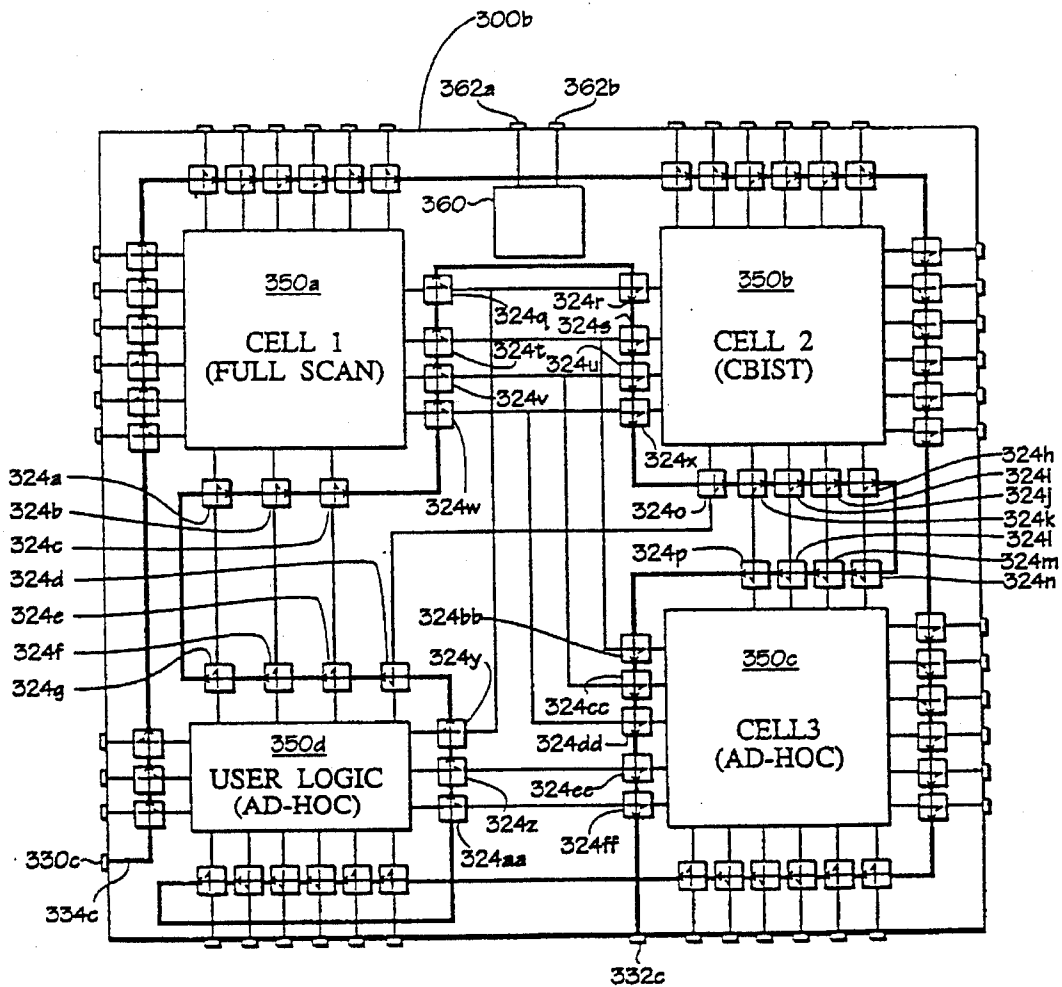 300b
362a
362b
360
350a
CELL 1
(FULL SCAN)
350b
CELL 2
(CBIST)
324q
324r
324s
324t
324u
324v
324w
324x
324a
324b
324c
324d
324e
324f
324g
324h
324i
324j
324k
324l
324m
324n
324o
324p
324bb
324y
350d
USER LOGIC
(AD-HOC)
350c
CELL3
(AD-HOC)
324cc
324dd
324ee
324z
324ff
324aa
330c
334c
332c